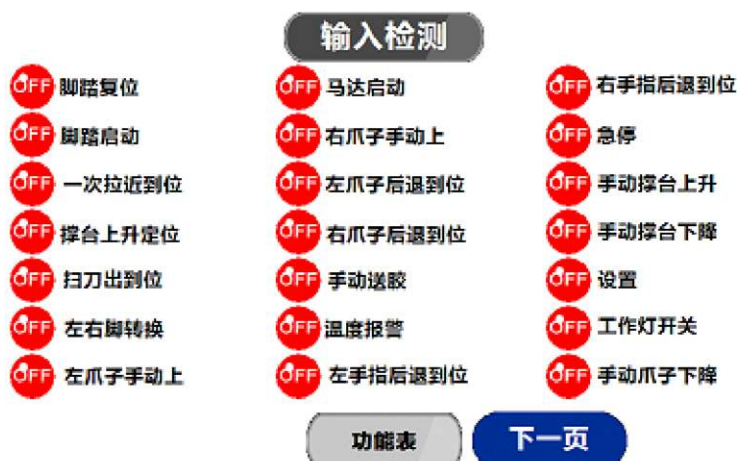 输入检测
OFF 脚踏复位 OFF 马达启动 OFF 右手指后退到位
OFF 脚踏启动 OFF 右爪子手动上 OFF 急停
OFF 一次拉近到位 OFF 左爪子后退到位 OFF 手动撑台上升
OFF 撑台上升定位 OFF 右爪子后退到位 OFF 手动撑台下降
OFF 扫刀出到位 OFF 手动送胶 OFF 设置
OFF 左右脚转换 OFF 温度报警 OFF 工作灯开关
OFF 左爪子手动上 OFF 左手指后退到位 OFF 手动爪子下降
功能表 下一页